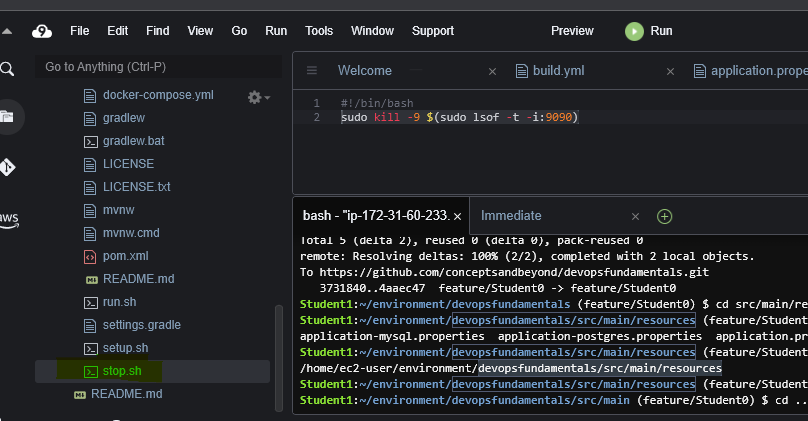 File Edit Find View Go Run Tools Window Support Preview Run
Go to Anything (Ctrl-P)
docker-compose.yml
gradlew
gradlew.bat
LICENSE
LICENSE.txt
mvnw
mvnw.cmd
pom.xml
README.md
run.sh
settings.gradle
setup.sh
stop.sh
README.md
aws
Welcome
build.yml
application.prope
1 #!/bin/bash
2 sudo kill -9 $(sudo lsof -t -i:9090)
bash - "ip-172-31-60-233.
Immediate
Total 5 (delta 2), reused 0 (delta 0), pack-reused 0
remote: Resolving deltas: 100% (2/2), completed with 2 local objects.
To https://github.com/conceptsandbeyond/devopsfundamentals.git
3731840..4aaec47 feature/Student0 -> feature/Student0
Student1:~/environment/devopsfundamentals (feature/Student0) $ cd src/main/re
Student1:~/environment/devopsfundamentals/src/main/resources (feature/Student
application-mysql.properties application-postgres.properties application.pr
Student1:~/environment/devopsfundamentals/src/main/resources (feature/Student
/home/ec2-user/environment/devopsfundamentals/src/main/resources
Student1:~/environment/devopsfundamentals/src/main/resources (feature/Student
Student1:~/environment/devopsfundamentals/src/main (feature/Student0) $ cd ..